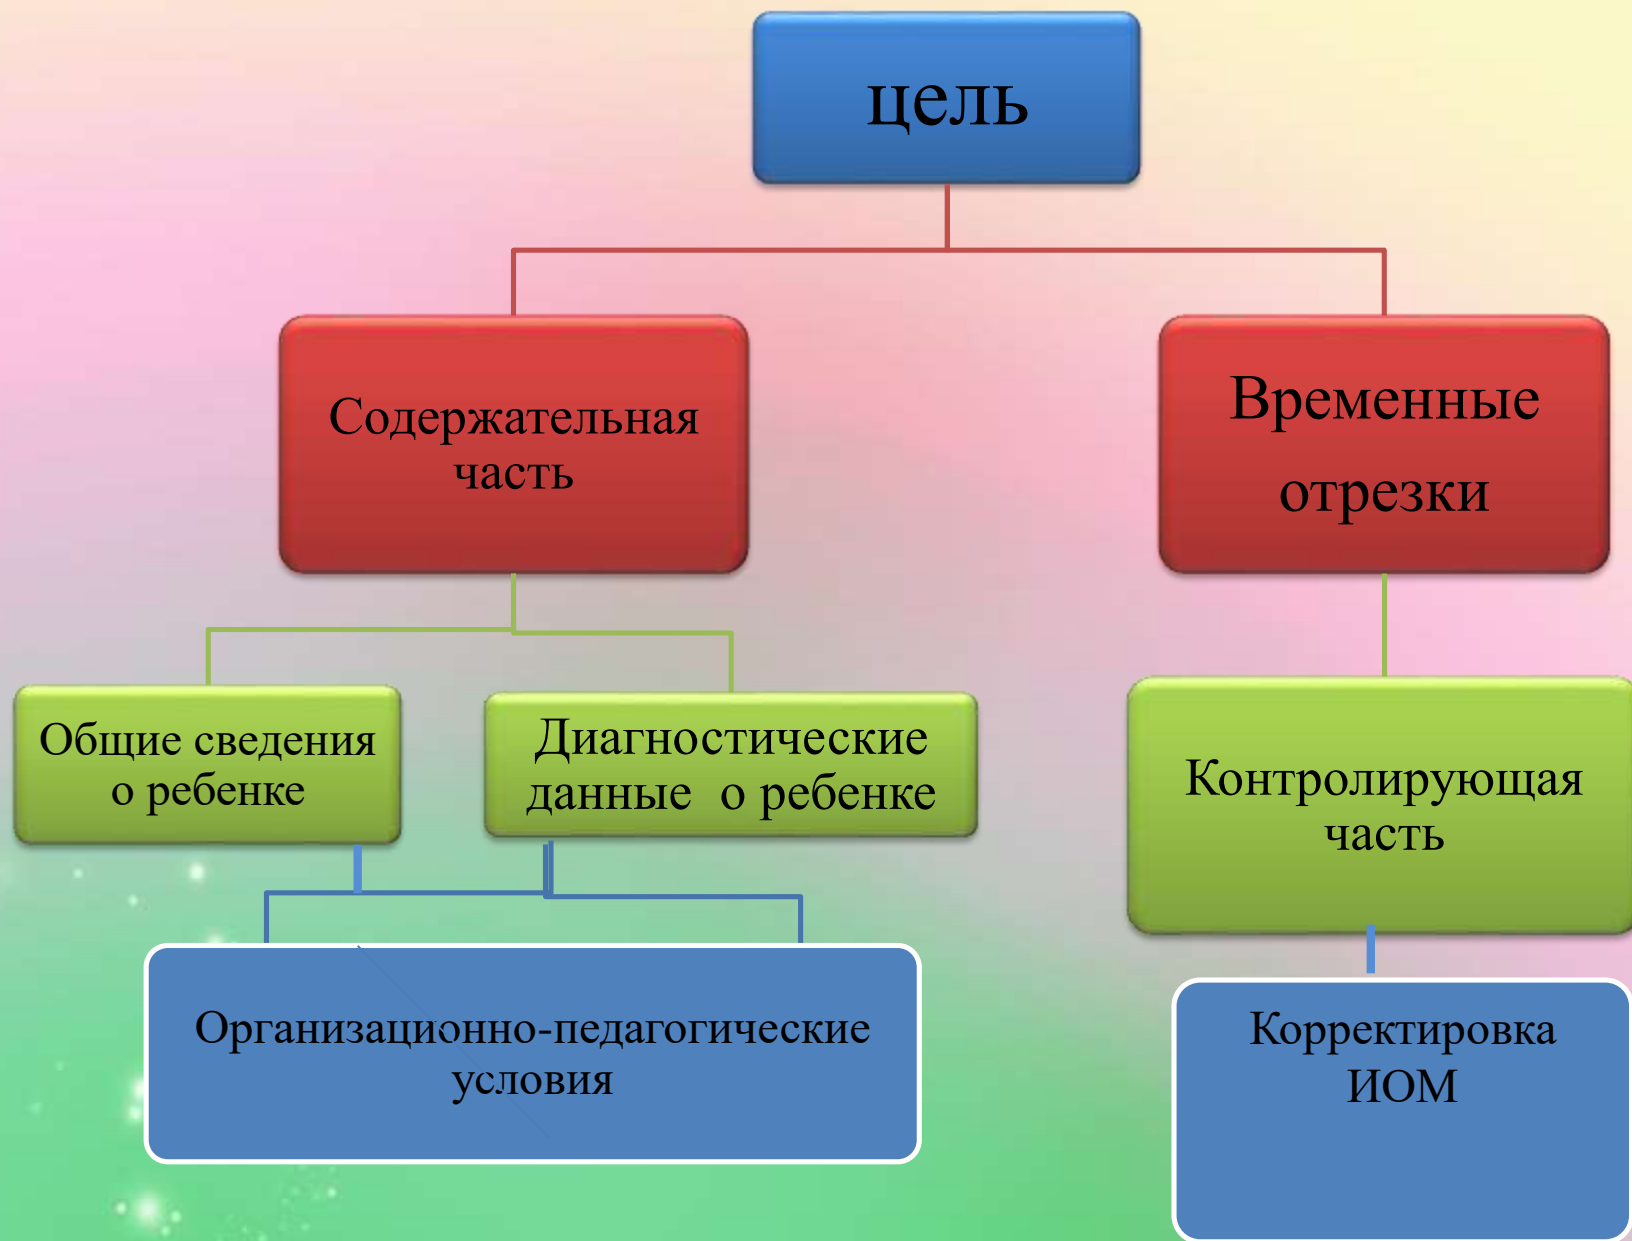 цель
Содержательная
часть
Временные
отрезки
Общие сведения
о ребенке
Диагностические
данные  о ребенке
Контролирующая
часть
Организационно-педагогические
условия
Корректировка
ИОМ